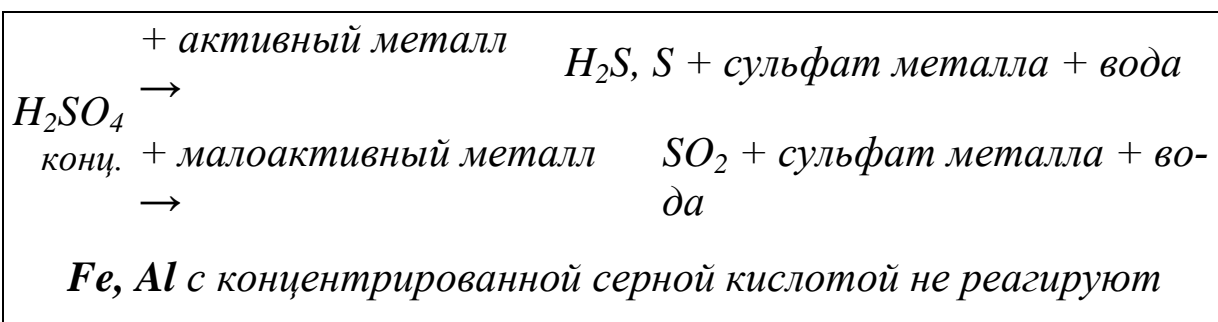 + активный металл
→
H₂S, S + сульфат металла + вода
H₂SO₄
конц.
+ малоактивный металл
→
SO₂ + сульфат металла + во-
да
Fe, Al с концентрированной серной кислотой не реагируют